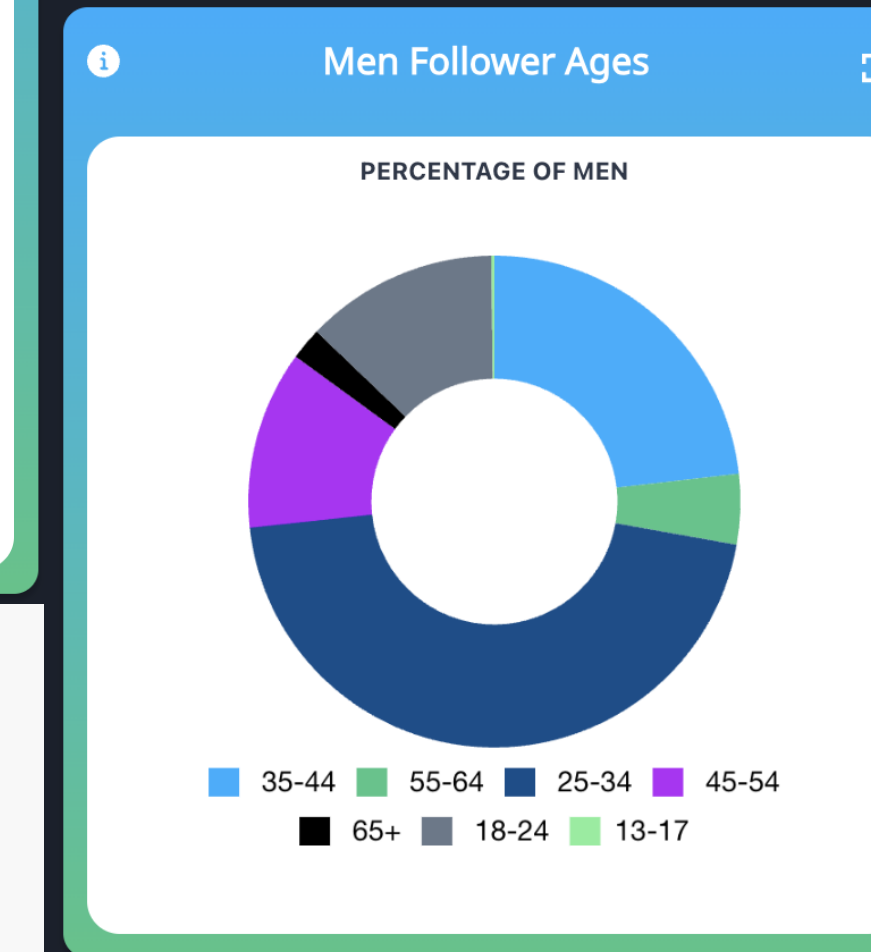 Men Follower Ages
PERCENTAGE OF MEN
35-44 55-64 25-34 45-54
65+ 18-24 13-17